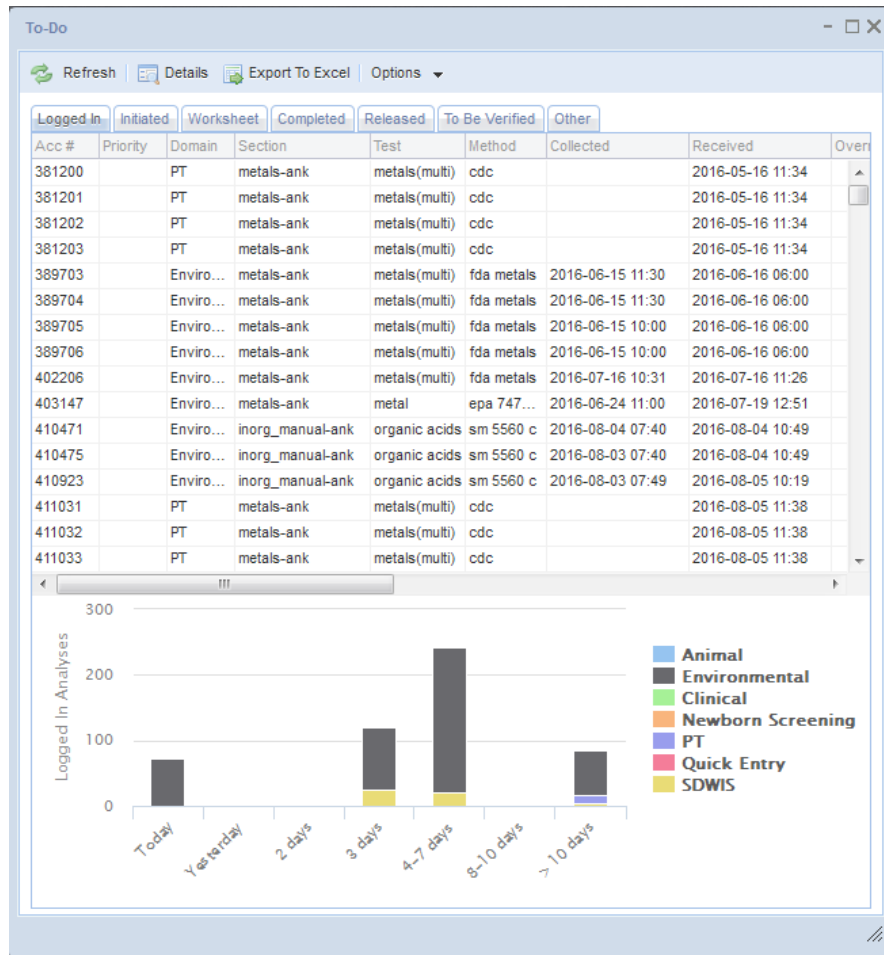 To-Do
Refresh Details Export To Excel Options
Logged In Initiated Worksheet Completed Released To Be Verified Other
Acc # Priority Domain Section Test Method Collected Received Overr
381200 PT metals-ank metals(multi) cdc 2016-05-16 11:34
381201 PT metals-ank metals(multi) cdc 2016-05-16 11:34
381202 PT metals-ank metals(multi) cdc 2016-05-16 11:34
381203 PT metals-ank metals(multi) cdc 2016-05-16 11:34
389703 Enviro... metals-ank metals(multi) fda metals 2016-06-15 11:30 2016-06-16 06:00
389704 Enviro... metals-ank metals(multi) fda metals 2016-06-15 11:30 2016-06-16 06:00
389705 Enviro... metals-ank metals(multi) fda metals 2016-06-15 10:00 2016-06-16 06:00
389706 Enviro... metals-ank metals(multi) fda metals 2016-06-15 10:00 2016-06-16 06:00
402206 Enviro... metals-ank metals(multi) fda metals 2016-07-16 10:31 2016-07-16 11:26
403147 Enviro... metals-ank metal epa 747... 2016-06-24 11:00 2016-07-19 12:51
410471 Enviro... inorg_manual-ank organic acids sm 5560 c 2016-08-04 07:40 2016-08-04 10:49
410475 Enviro... inorg_manual-ank organic acids sm 5560 c 2016-08-03 07:40 2016-08-04 10:49
410923 Enviro... inorg_manual-ank organic acids sm 5560 c 2016-08-03 07:49 2016-08-05 10:19
411031 PT metals-ank metals(multi) cdc 2016-08-05 11:38
411032 PT metals-ank metals(multi) cdc 2016-08-05 11:38
411033 PT metals-ank metals(multi) cdc 2016-08-05 11:38
300
200
100
0
Logged In Analyses
Today Yesterday 2 days 3 days 4-7 days 8-10 days > 10 days
Animal
Environmental
Clinical
Newborn Screening
PT
Quick Entry
SDWIS